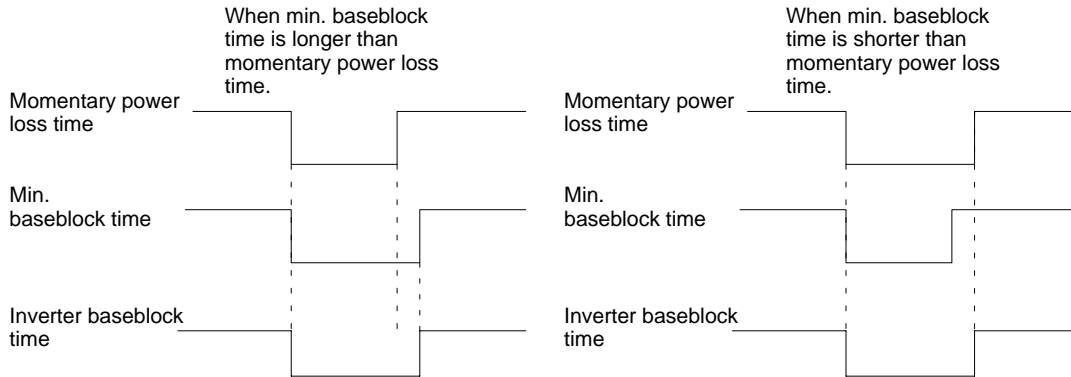 When min. baseblock
time is longer than
momentary power loss
time.
Momentary power
loss time
Min.
baseblock time
Inverter baseblock
time
When min. baseblock
time is shorter than
momentary power loss
time.
Momentary power
loss time
Min.
baseblock time
Inverter baseblock
time